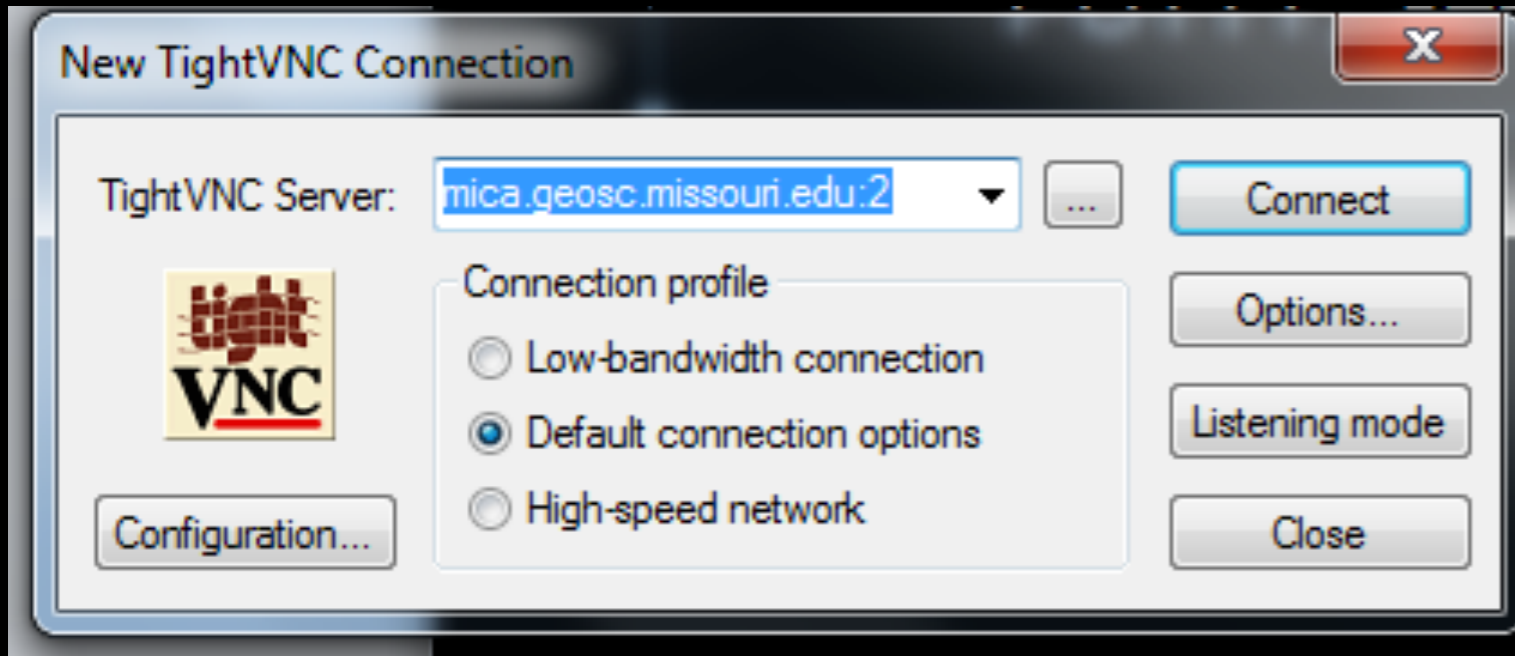 New TightVNC Connection
TightVNC Server:
mica.geosc.missouri.edu:2
...
Connect
Connection profile
Options...
tight
VNC
Low-bandwidth connection
Default connection options
Listening mode
High-speed network
Configuration...
Close